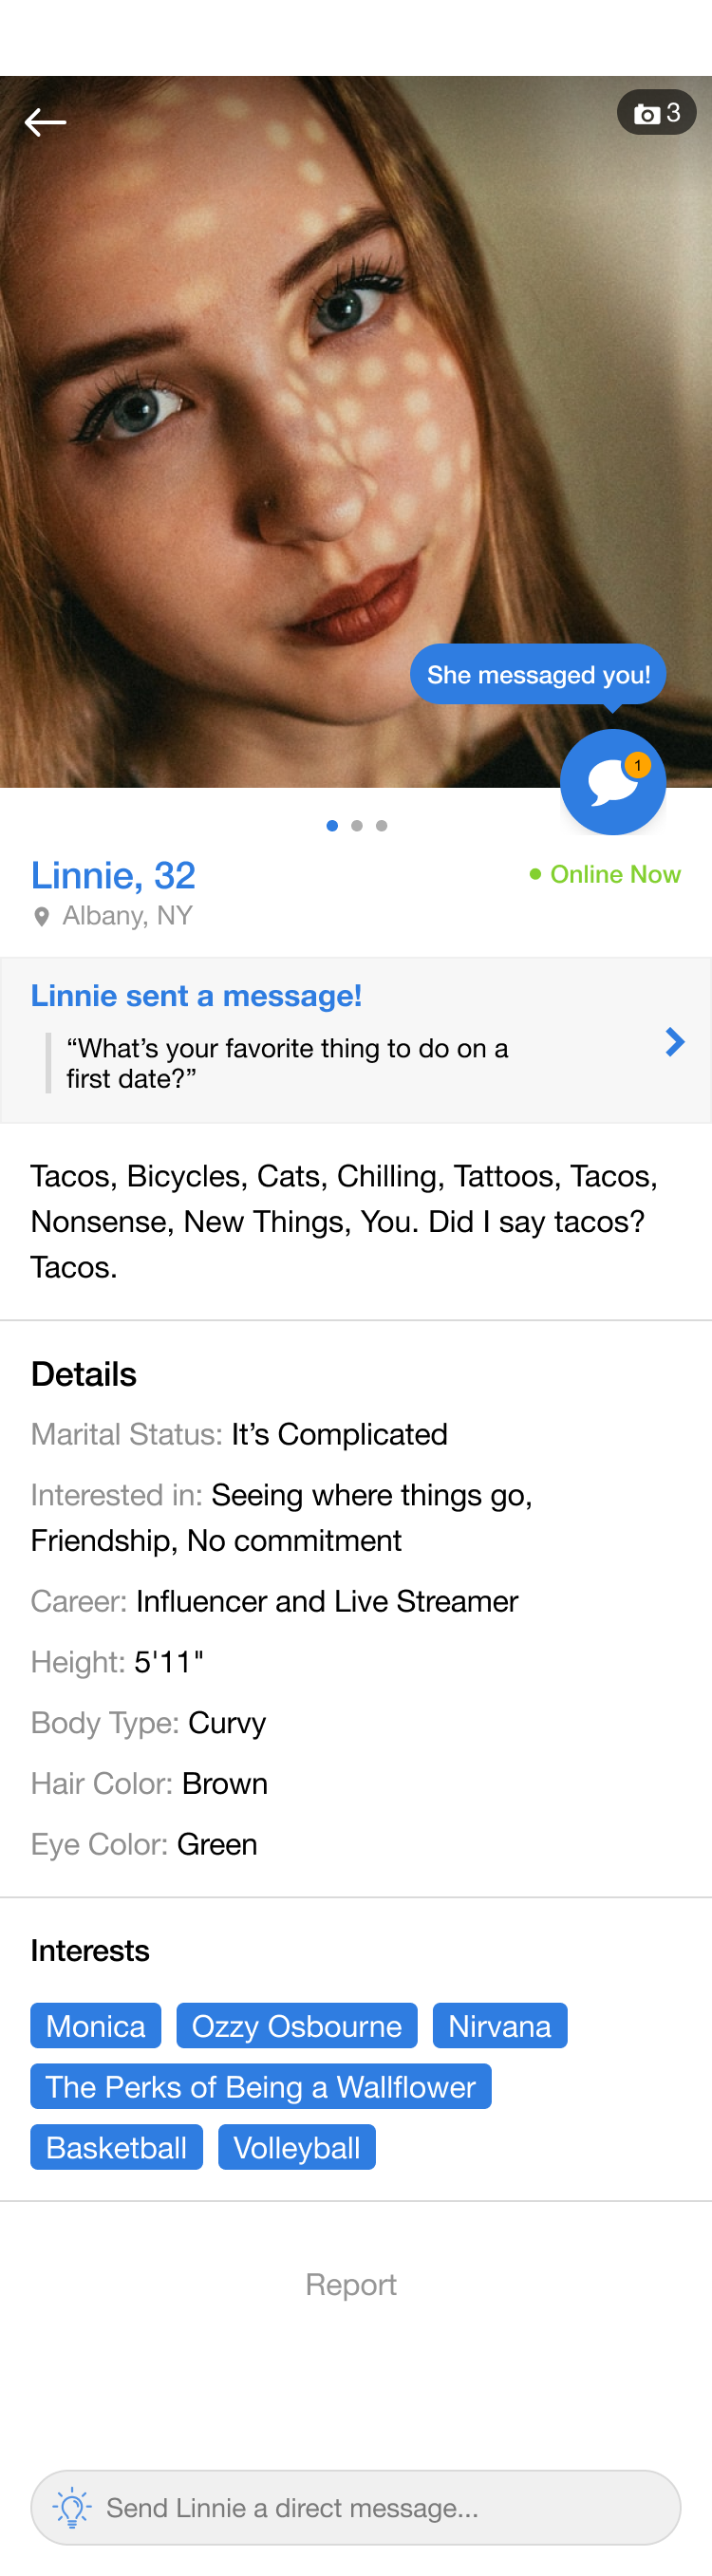 3
She messaged you!
1
Linnie, 32
Online Now
Albany, NY
Linnie sent a message!
“What’s your favorite thing to do on a
first date?”
Tacos, Bicycles, Cats, Chilling, Tattoos, Tacos,
Nonsense, New Things, You. Did I say tacos?
Tacos.
Details
Marital Status: It’s Complicated
Interested in: Seeing where things go,
Friendship, No commitment
Career: Influencer and Live Streamer
Height: 5'11"
Body Type: Curvy
Hair Color: Brown
Eye Color: Green
Interests
Monica Ozzy Osbourne Nirvana
The Perks of Being a Wallflower
Basketball Volleyball
Report
Send Linnie a direct message...